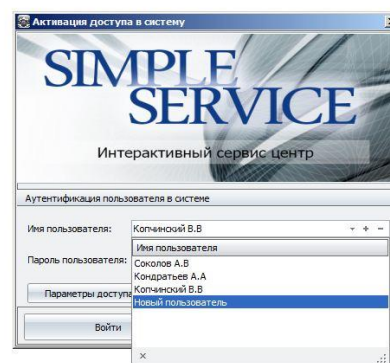 Активация доступа в систему
SIMPLE
SERVICE
Интерактивный сервис центр
Аутентификация пользователя в системе
Имя пользователя: Копчинский В.В
Имя пользователя
Пароль пользователя: Соколов А.В
Кондратьев А.А
Копчинский В.В
Параметры доступа Новый пользователь
Войти